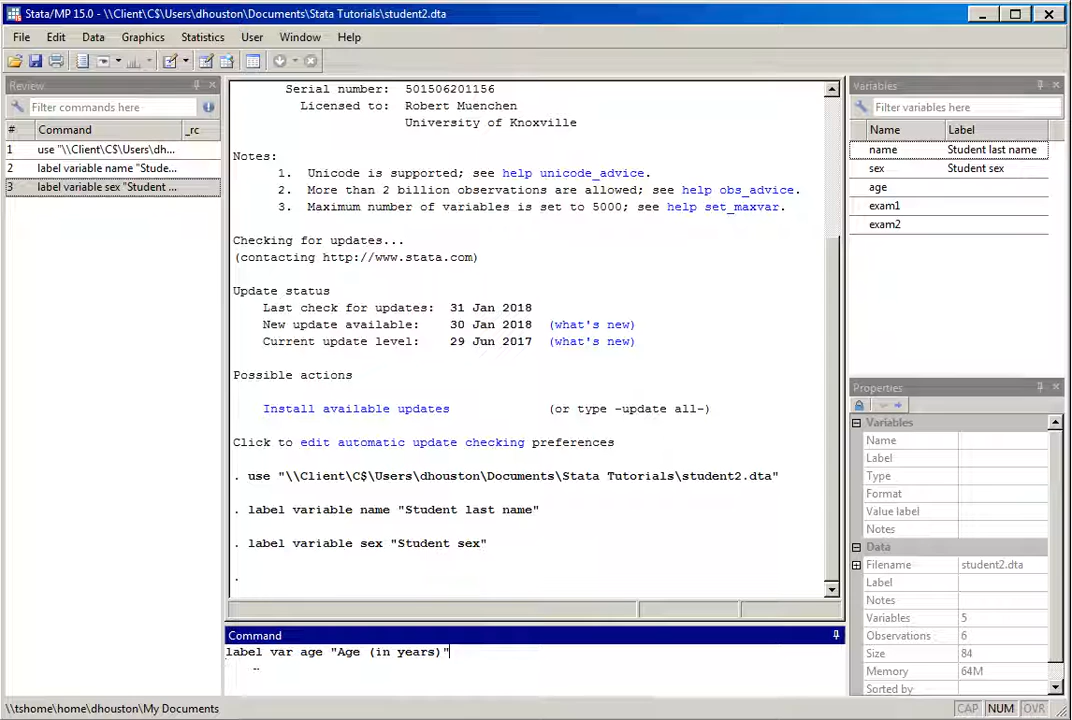 Stata/MP 15.0 - \\Client\C$\Users\dhouston\Documents\Stata Tutorials\student2.dta
File Edit Data Graphics Statistics User Window Help
Review
Filter commands here
# Command _rc
1 use "\\Client\C$\Users\dh...
2 label variable name "Stude...
3 label variable sex "Student ...
Serial number: 501506201156
Licensed to: Robert Muenchen
University of Knoxville
Notes:
1. Unicode is supported; see help unicode_advice.
2. More than 2 billion observations are allowed; see help obs_advice.
3. Maximum number of variables is set to 5000; see help set_maxvar.
Checking for updates...
(contacting http://www.stata.com)
Update status
Last check for updates: 31 Jan 2018
New update available: 30 Jan 2018 (what's new)
Current update level: 29 Jun 2017 (what's new)
Possible actions
Install available updates (or type -update all-)
Click to edit automatic update checking preferences
. use "\\Client\C$\Users\dhouston\Documents\Stata Tutorials\student2.dta"
. label variable name "Student last name"
. label variable sex "Student sex"
.
Command
label var age "Age (in years)"
Variables
Filter variables here
Name Label
name Student last name
sex Student sex
age
exam1
exam2
Properties
Variables
Name
Label
Type
Format
Value label
Notes
Data
Filename student2.dta
Label
Notes
Variables 5
Observations 6
Size 84
Memory 64M
Sorted by
\\tshome\home\dhouston\My Documents
CAP NUM OVR